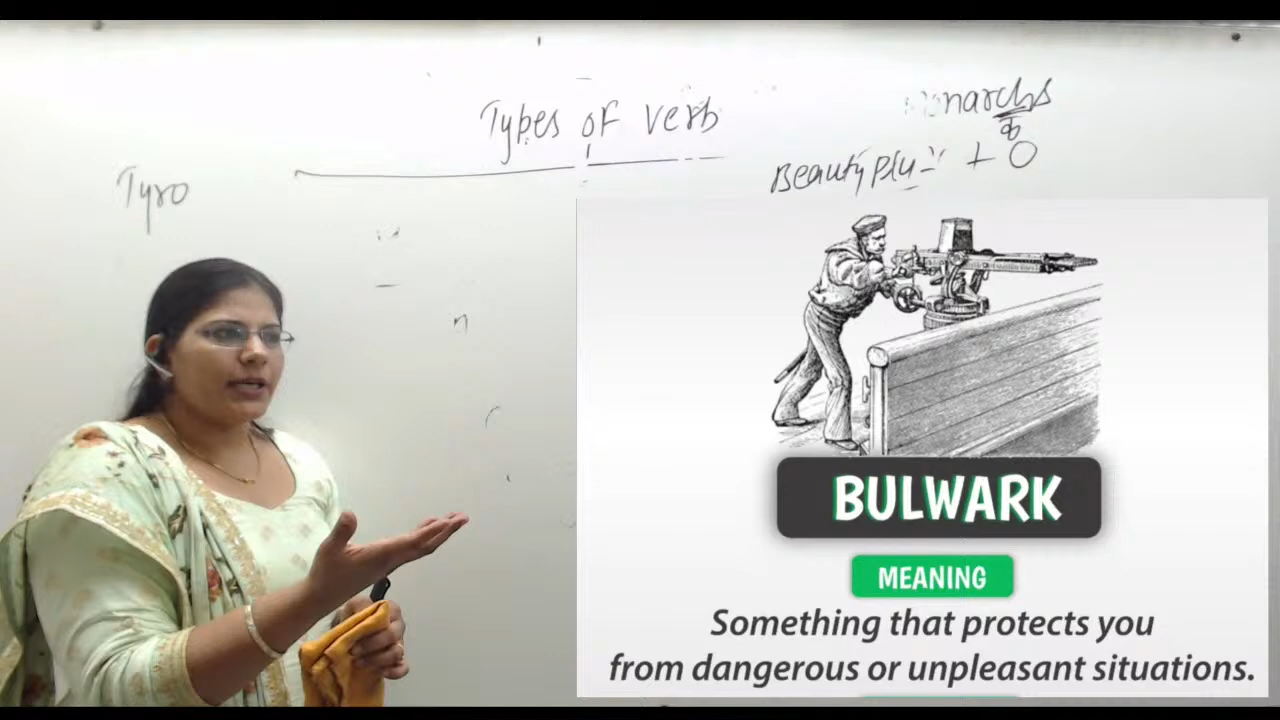 Types of verb
Tyro
Beauty
+ O
BULWARK
MEANING
Something that protects you
from dangerous or unpleasant situations.